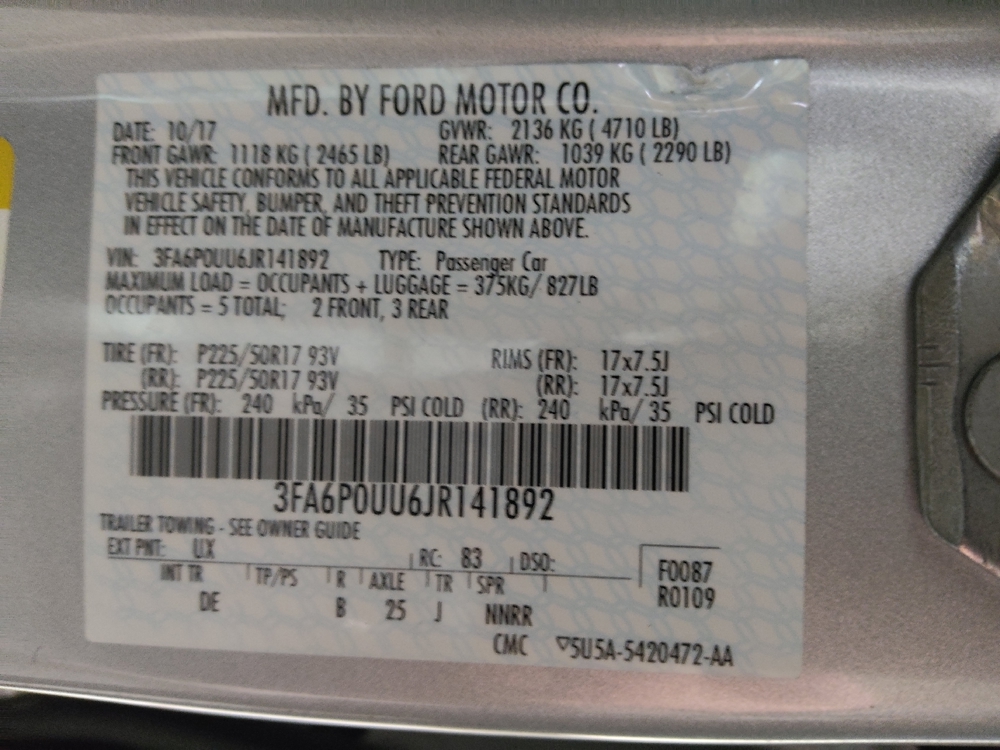 MFD. BY FORD MOTOR CO.
DATE: 10/17 GVWR: 2136 KG ( 4710 LB)
FRONT GAWR: 1118 KG ( 2465 LB) REAR GAWR: 1039 KG ( 2290 LB)
THIS VEHICLE CONFORMS TO ALL APPLICABLE FEDERAL MOTOR
VEHICLE SAFETY, BUMPER, AND THEFT PREVENTION STANDARDS
IN EFFECT ON THE DATE OF MANUFACTURE SHOWN ABOVE.
VIN: 3FA6P0UU6JR141892 TYPE: Passenger Car
MAXIMUM LOAD = OCCUPANTS + LUGGAGE = 375KG/ 827LB
OCCUPANTS = 5 TOTAL; 2 FRONT, 3 REAR
TIRE (FR): P225/50R17 93V RIMS (FR): 17x7.5J
(RR): P225/50R17 93V (RR): 17x7.5J
PRESSURE (FR): 240 kPa/ 35 PSI COLD (RR): 240 kPa/ 35 PSI COLD
3FA6P0UU6JR141892
TRAILER TOWING - SEE OWNER GUIDE
EXT PNT: UX RC: 83 DSO:
INT TR TP/PS R AXLE TR SPR F0087
DE B 25 J NNRR R0109
CMC ▽5U5A-5420472-AA